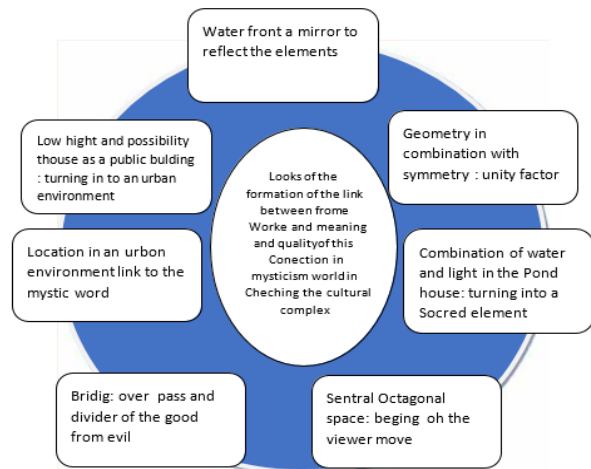 Water front a mirror to
reflect the elements
Low hight and possibility
thouse as a public bulding
: turning in to an urban
environment
Geometry in
combination with
symmetry : unity factor
Looks of the
formation of the link
between frome
Worke and meaning
and qualityof this
Conection in
mysticism world in
Cheching the cultural
complex
Location in an urbon
environment link to the
mystic word
Combination of water
and light in the Pond
house: turning into a
Socred element
Bridig: over pass and
divider of the good
from evil
Sentral Octagonal
space: beging oh the
viewer move